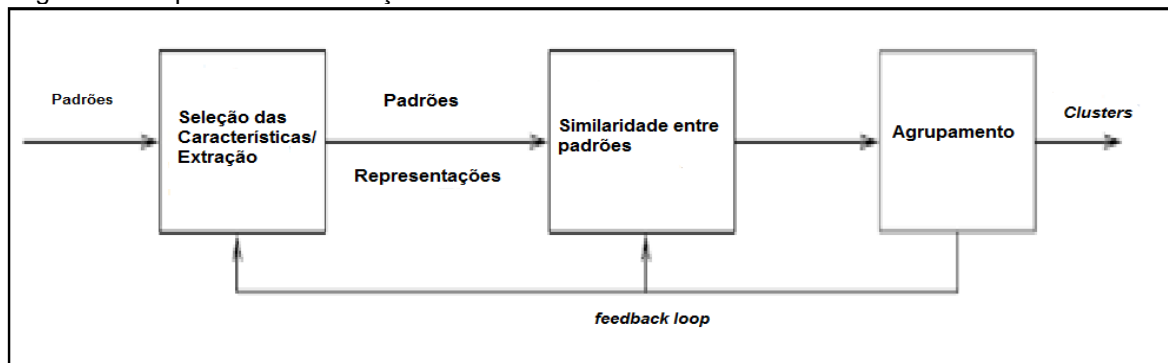 Padrões
Seleção das
Características/
Extração
Padrões
Representações
Similaridade entre
padrões
Agrupamento
Clusters
feedback loop